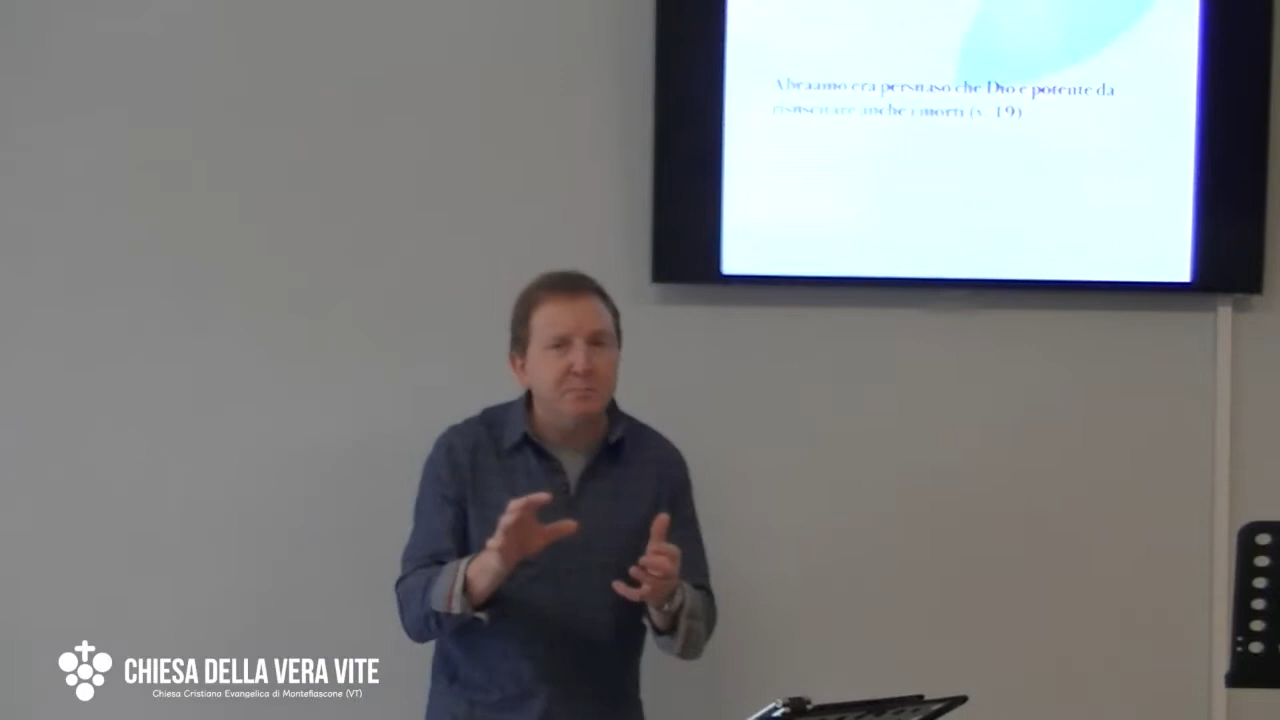 Abraamo era persuaso che Dio è potente da
risuscitare anche i morti (v. 19)
CHIESA DELLA VERA VITE
Chiesa Cristiana Evangelica di Montefiascone (VT)